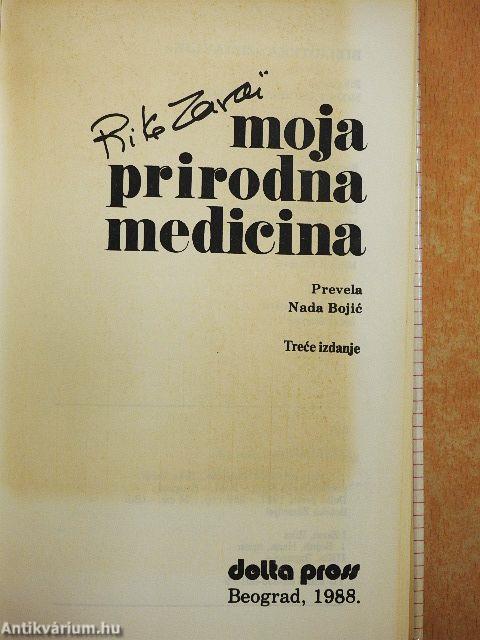 Rika Zaraï
moja
prirodna
medicina
Prevela
Nada Bojić
Treće izdanje
delta press
Beograd, 1988.
Antikvárium.hu